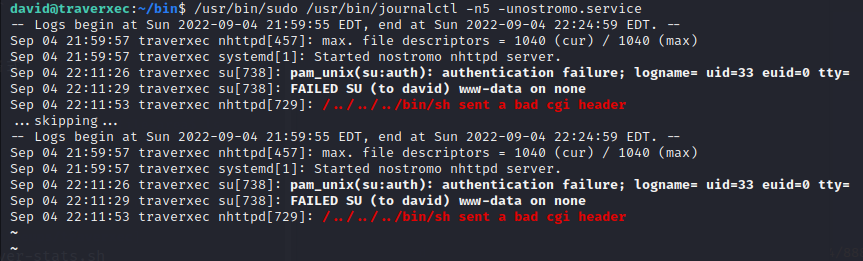 david@traverxec:~/bin$ /usr/bin/sudo /usr/bin/journalctl -n5 -unostromo.service
-- Logs begin at Sun 2022-09-04 21:59:55 EDT, end at Sun 2022-09-04 22:24:59 EDT. --
Sep 04 21:59:57 traverxec nhttpd[457]: max. file descriptors = 1040 (cur) / 1040 (max)
Sep 04 21:59:57 traverxec systemd[1]: Started nostromo nhttpd server.
Sep 04 22:11:26 traverxec su[738]: pam_unix(su:auth): authentication failure; logname= uid=33 euid=0 tty=
Sep 04 22:11:29 traverxec su[738]: FAILED SU (to david) www-data on none
Sep 04 22:11:53 traverxec nhttpd[729]: /../../../../bin/sh sent a bad cgi header
...skipping...
-- Logs begin at Sun 2022-09-04 21:59:55 EDT, end at Sun 2022-09-04 22:24:59 EDT. --
Sep 04 21:59:57 traverxec nhttpd[457]: max. file descriptors = 1040 (cur) / 1040 (max)
Sep 04 21:59:57 traverxec systemd[1]: Started nostromo nhttpd server.
Sep 04 22:11:26 traverxec su[738]: pam_unix(su:auth): authentication failure; logname= uid=33 euid=0 tty=
Sep 04 22:11:29 traverxec su[738]: FAILED SU (to david) www-data on none
Sep 04 22:11:53 traverxec nhttpd[729]: /../../../../bin/sh sent a bad cgi header
~
~